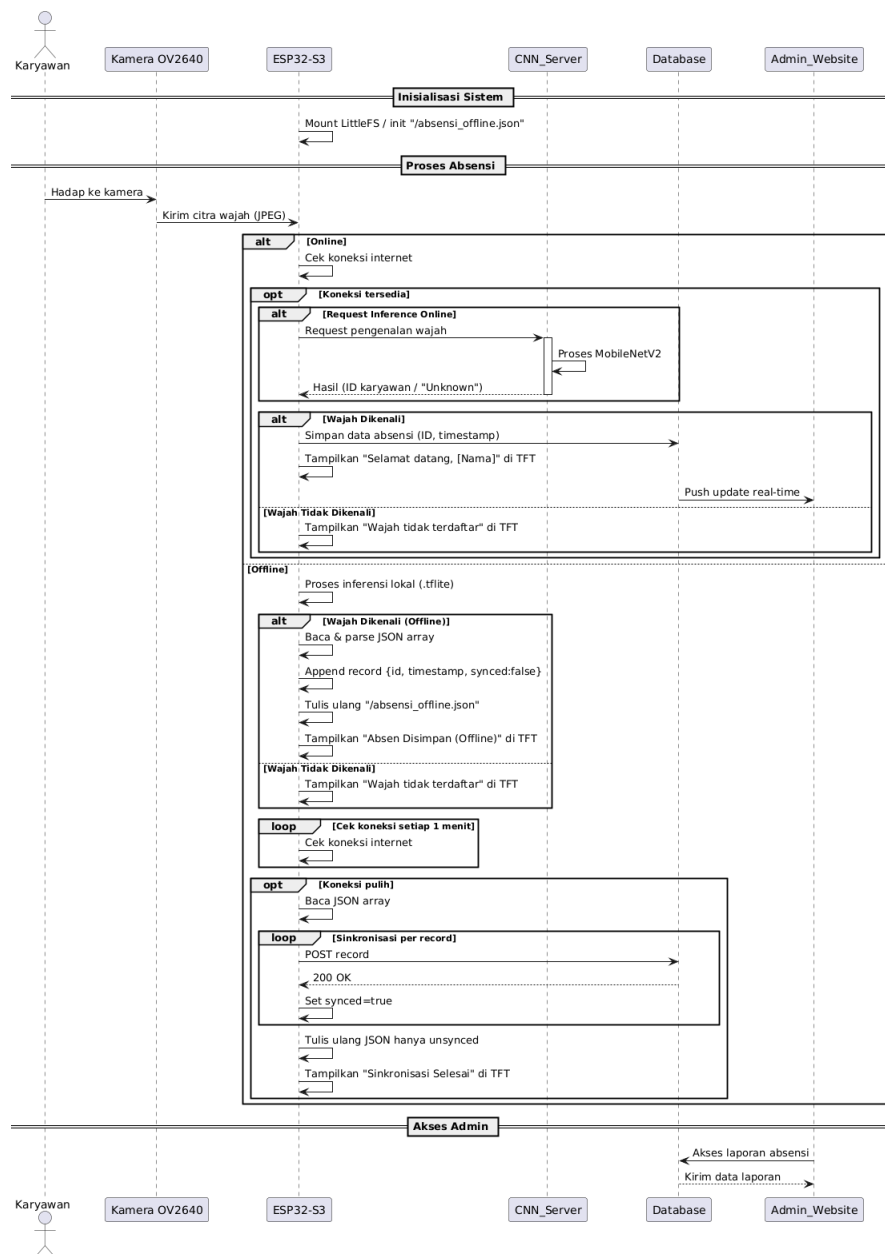 Karyawan
Kamera OV2640
ESP32-S3
CNN_Server
Database
Admin_Website
Inisialisasi Sistem
Mount LittleFS / init "/absensi_offline.json"
Proses Absensi
Hadap ke kamera
Kirim citra wajah (JPEG)
alt [Online]
Cek koneksi internet
opt [Koneksi tersedia]
alt [Request Inference Online]
Request pengenalan wajah
Proses MobileNetV2
Hasil (ID karyawan / "Unknown")
alt [Wajah Dikenali]
Simpan data absensi (ID, timestamp)
Tampilkan "Selamat datang, [Nama]" di TFT
Push update real-time
[Wajah Tidak Dikenali]
Tampilkan "Wajah tidak terdaftar" di TFT
[Offline]
Proses inferensi lokal (.tflite)
alt [Wajah Dikenali (Offline)]
Baca & parse JSON array
Append record {id, timestamp, synced:false}
Tulis ulang "/absensi_offline.json"
Tampilkan "Absen Disimpan (Offline)" di TFT
[Wajah Tidak Dikenali]
Tampilkan "Wajah tidak terdaftar" di TFT
loop [Cek koneksi setiap 1 menit]
Cek koneksi internet
opt [Koneksi pulih]
Baca JSON array
loop [Sinkronisasi per record]
POST record
200 OK
Set synced=true
Tulis ulang JSON hanya unsynced
Tampilkan "Sinkronisasi Selesai" di TFT
Akses Admin
Akses laporan absensi
Kirim data laporan
Karyawan
Kamera OV2640
ESP32-S3
CNN_Server
Database
Admin_Website